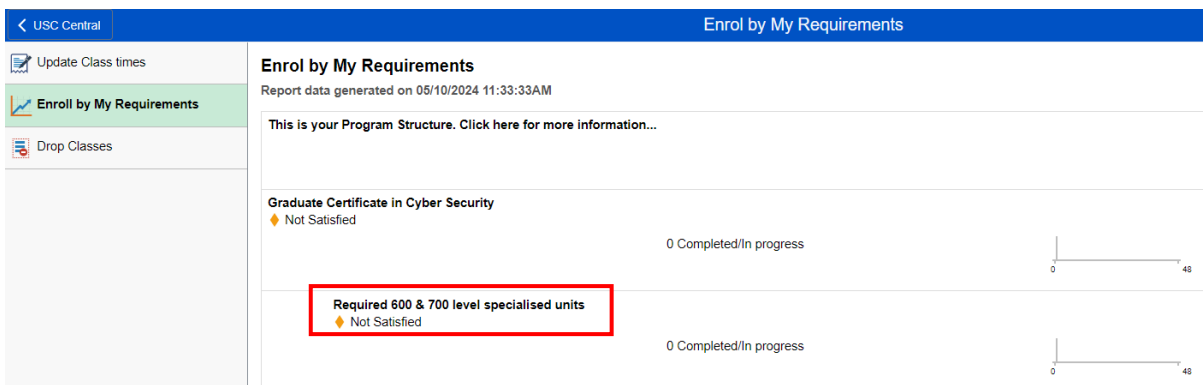 USC Central
Enrol by My Requirements
Update Class times
Enroll by My Requirements
Drop Classes
Enrol by My Requirements
Report data generated on 05/10/2024 11:33:33AM
This is your Program Structure. Click here for more information...
Graduate Certificate in Cyber Security
Not Satisfied
0 Completed/In progress
0 48
Required 600 & 700 level specialised units
Not Satisfied
0 Completed/In progress
0 48